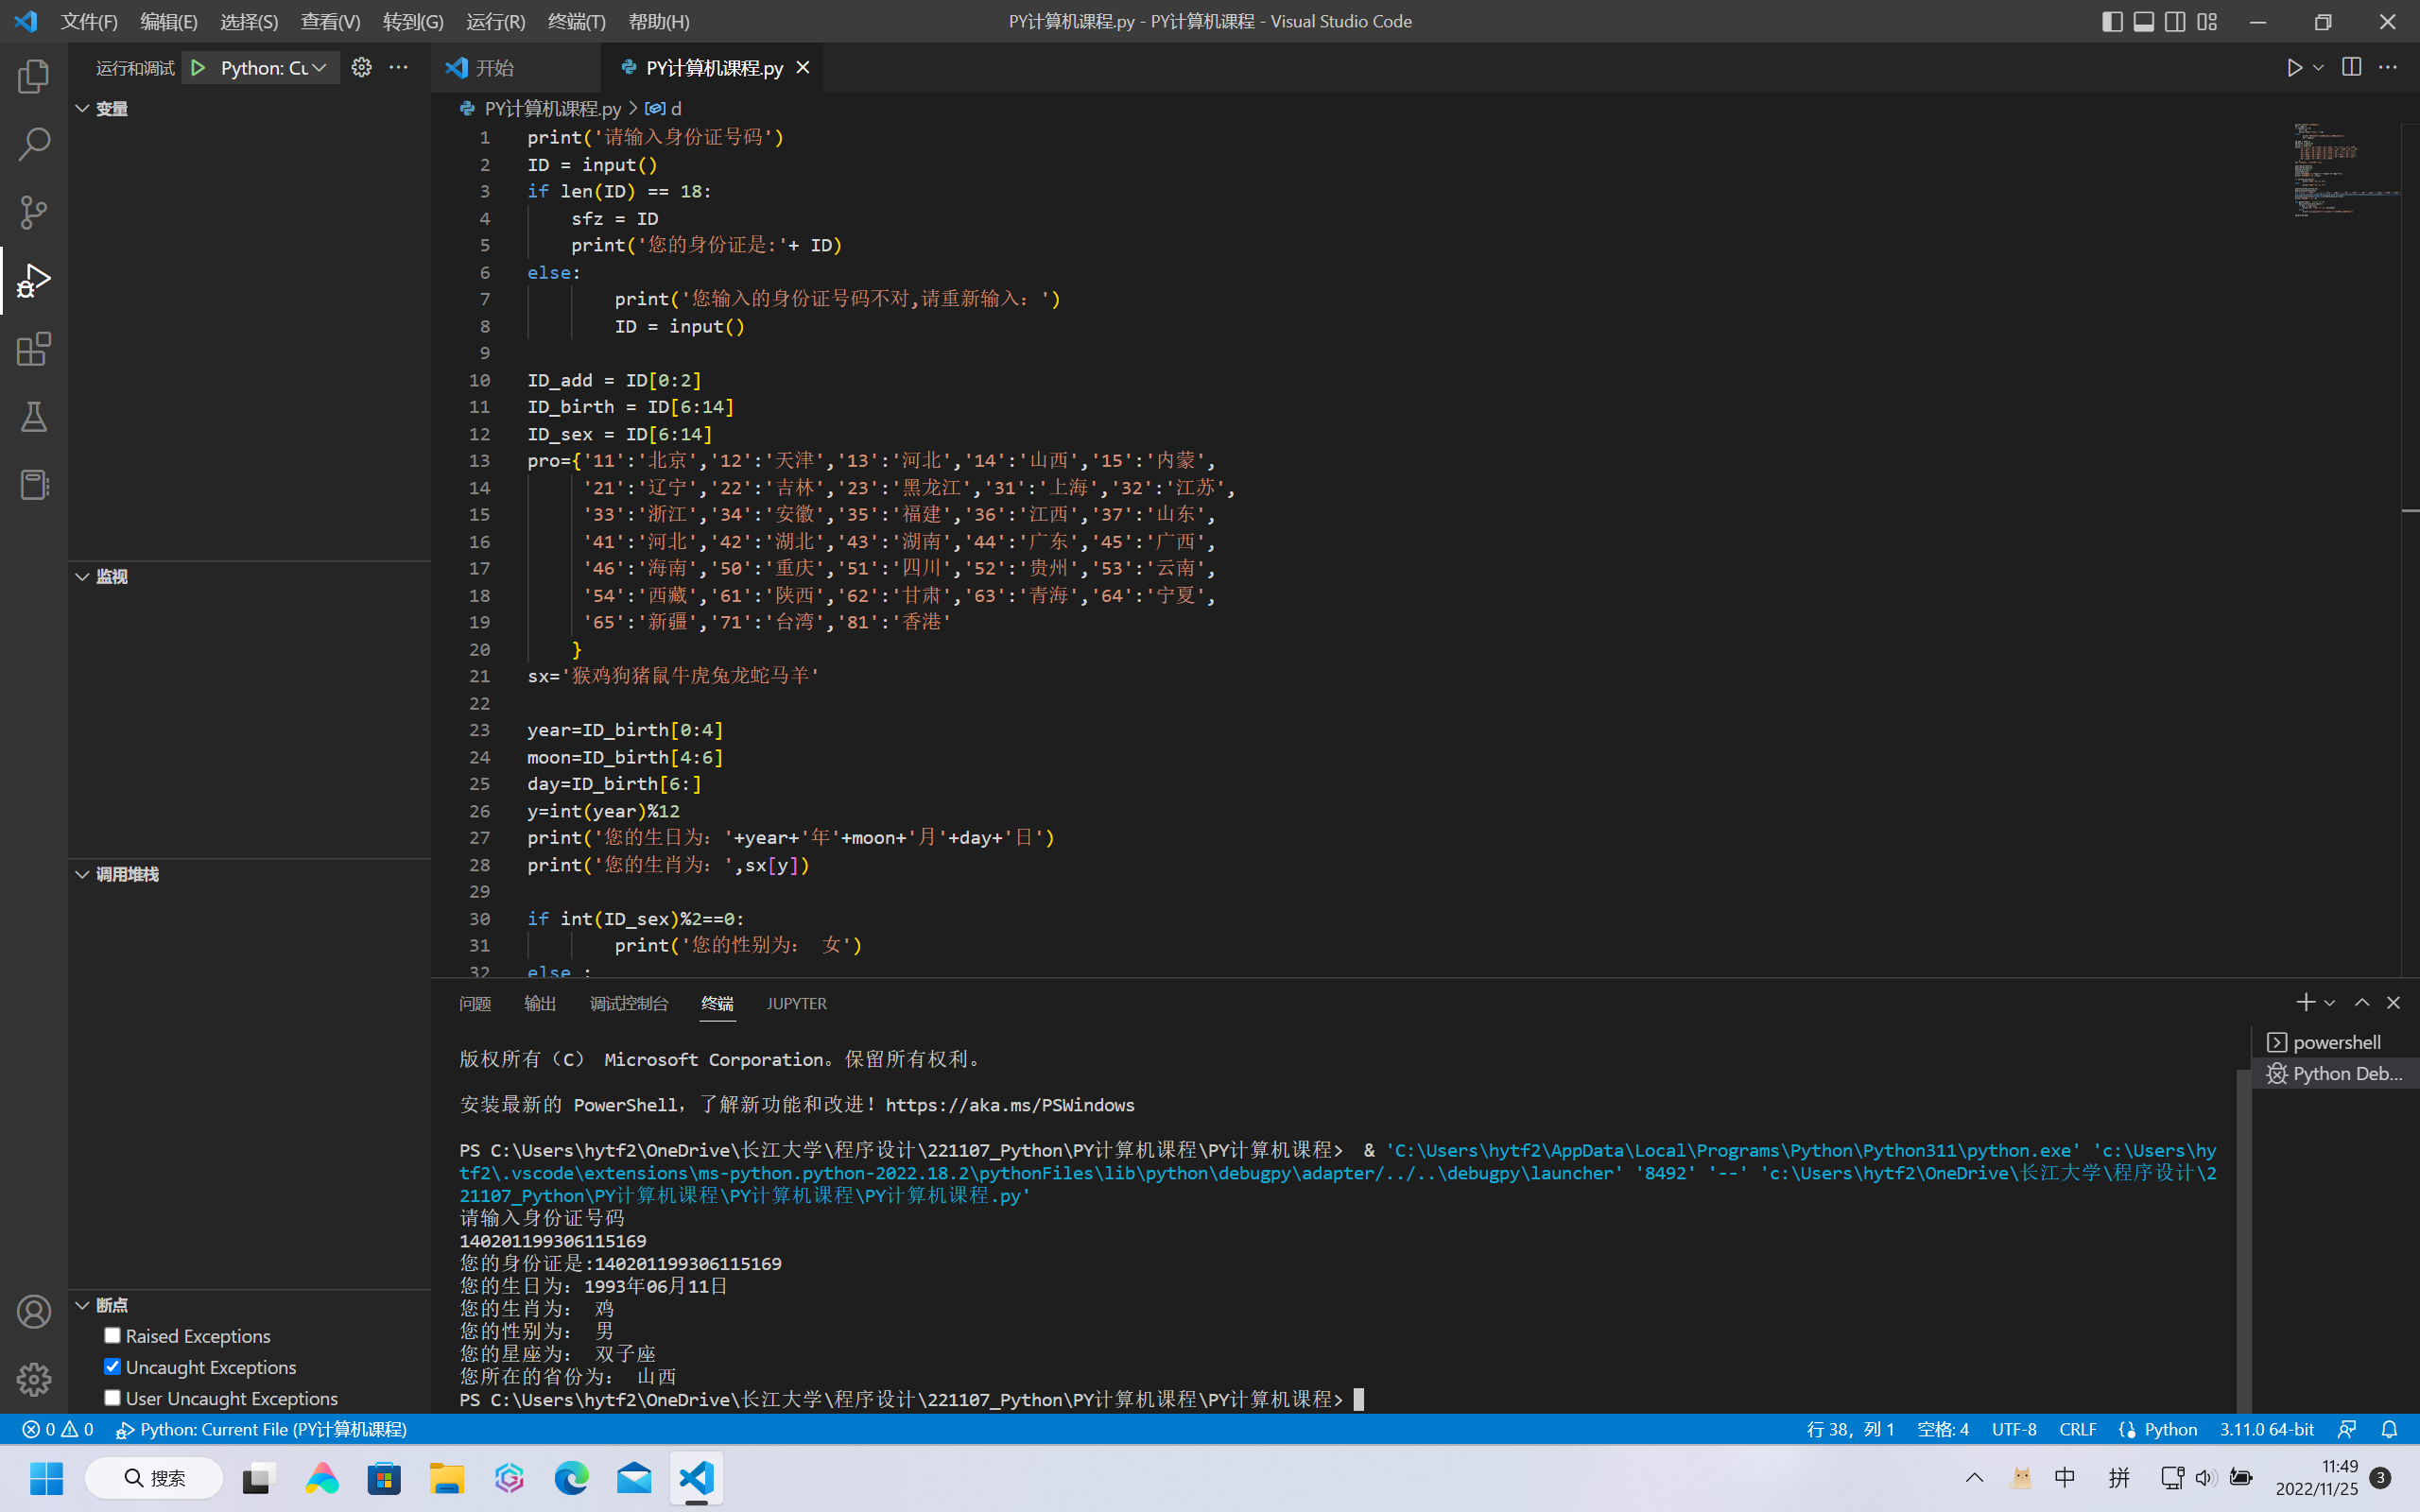 文件(F) 编辑(E) 选择(S) 查看(V) 转到(G) 运行(R) 终端(T) 帮助(H)
PY计算机课程.py - PY计算机课程 - Visual Studio Code
运行和调试 Python: Cu
开始 PY计算机课程.py
变量
PY计算机课程.py > d
1 print('请输入身份证号码')
2 ID = input()
3 if len(ID) == 18:
4 sfz = ID
5 print('您的身份证是:'+ ID)
6 else:
7 print('您输入的身份证号码不对,请重新输入：')
8 ID = input()
9
10 ID_add = ID[0:2]
11 ID_birth = ID[6:14]
12 ID_sex = ID[6:14]
13 pro={'11':'北京','12':'天津','13':'河北','14':'山西','15':'内蒙',
14 '21':'辽宁','22':'吉林','23':'黑龙江','31':'上海','32':'江苏',
15 '33':'浙江','34':'安徽','35':'福建','36':'江西','37':'山东',
16 '41':'河北','42':'湖北','43':'湖南','44':'广东','45':'广西',
17 '46':'海南','50':'重庆','51':'四川','52':'贵州','53':'云南',
18 '54':'西藏','61':'陕西','62':'甘肃','63':'青海','64':'宁夏',
19 '65':'新疆','71':'台湾','81':'香港'
20 }
21 sx='猴鸡狗猪鼠牛虎兔龙蛇马羊'
22
23 year=ID_birth[0:4]
24 moon=ID_birth[4:6]
25 day=ID_birth[6:]
26 y=int(year)%12
27 print('您的生日为：'+year+'年'+moon+'月'+day+'日')
28 print('您的生肖为：',sx[y])
29
30 if int(ID_sex)%2==0:
31 print('您的性别为： 女')
32 else :
监视
调用堆栈
断点
Raised Exceptions
Uncaught Exceptions
User Uncaught Exceptions
问题 输出 调试控制台 终端 JUPYTER
powershell
Python Deb...
版权所有（C） Microsoft Corporation。保留所有权利。
安装最新的 PowerShell，了解新功能和改进！https://aka.ms/PSWindows
PS C:\Users\hytf2\OneDrive\长江大学\程序设计\221107_Python\PY计算机课程\PY计算机课程> & 'C:\Users\hytf2\AppData\Local\Programs\Python\Python311\python.exe' 'c:\Users\hy
tf2\.vscode\extensions\ms-python.python-2022.18.2\pythonFiles\lib\python\debugpy\adapter/../..\debugpy\launcher' '8492' '--' 'c:\Users\hytf2\OneDrive\长江大学\程序设计\2
21107_Python\PY计算机课程\PY计算机课程\PY计算机课程.py'
请输入身份证号码
140201199306115169
您的身份证是:140201199306115169
您的生日为：1993年06月11日
您的生肖为： 鸡
您的性别为： 男
您的星座为： 双子座
您所在的省份为： 山西
PS C:\Users\hytf2\OneDrive\长江大学\程序设计\221107_Python\PY计算机课程\PY计算机课程>
0 0 Python: Current File (PY计算机课程)
行 38，列 1 空格: 4 UTF-8 CRLF Python 3.11.0 64-bit
搜索
中 拼
11:49
2022/11/25
3